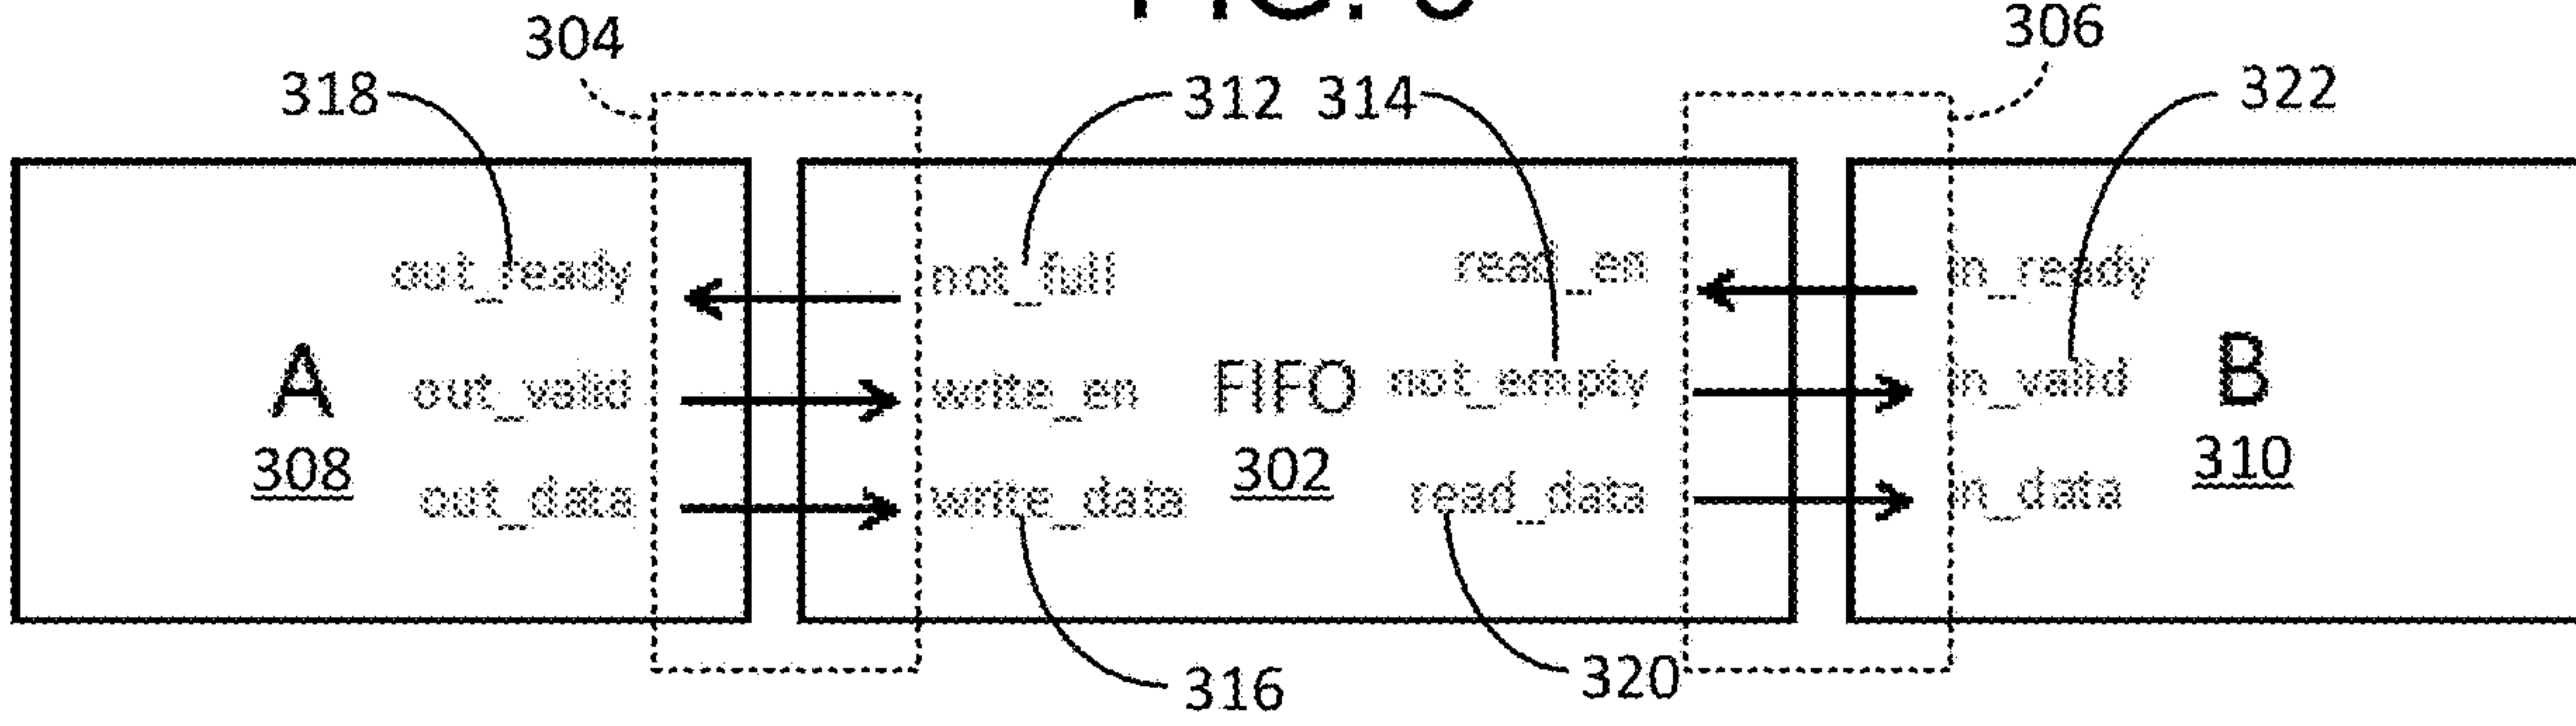 304 306
318 312 314 322
out_ready not_full read_en in_ready
A out_valid write_en FIFO not_empty in_valid B
308 302 310
out_data write_data read_data in_data
316 320